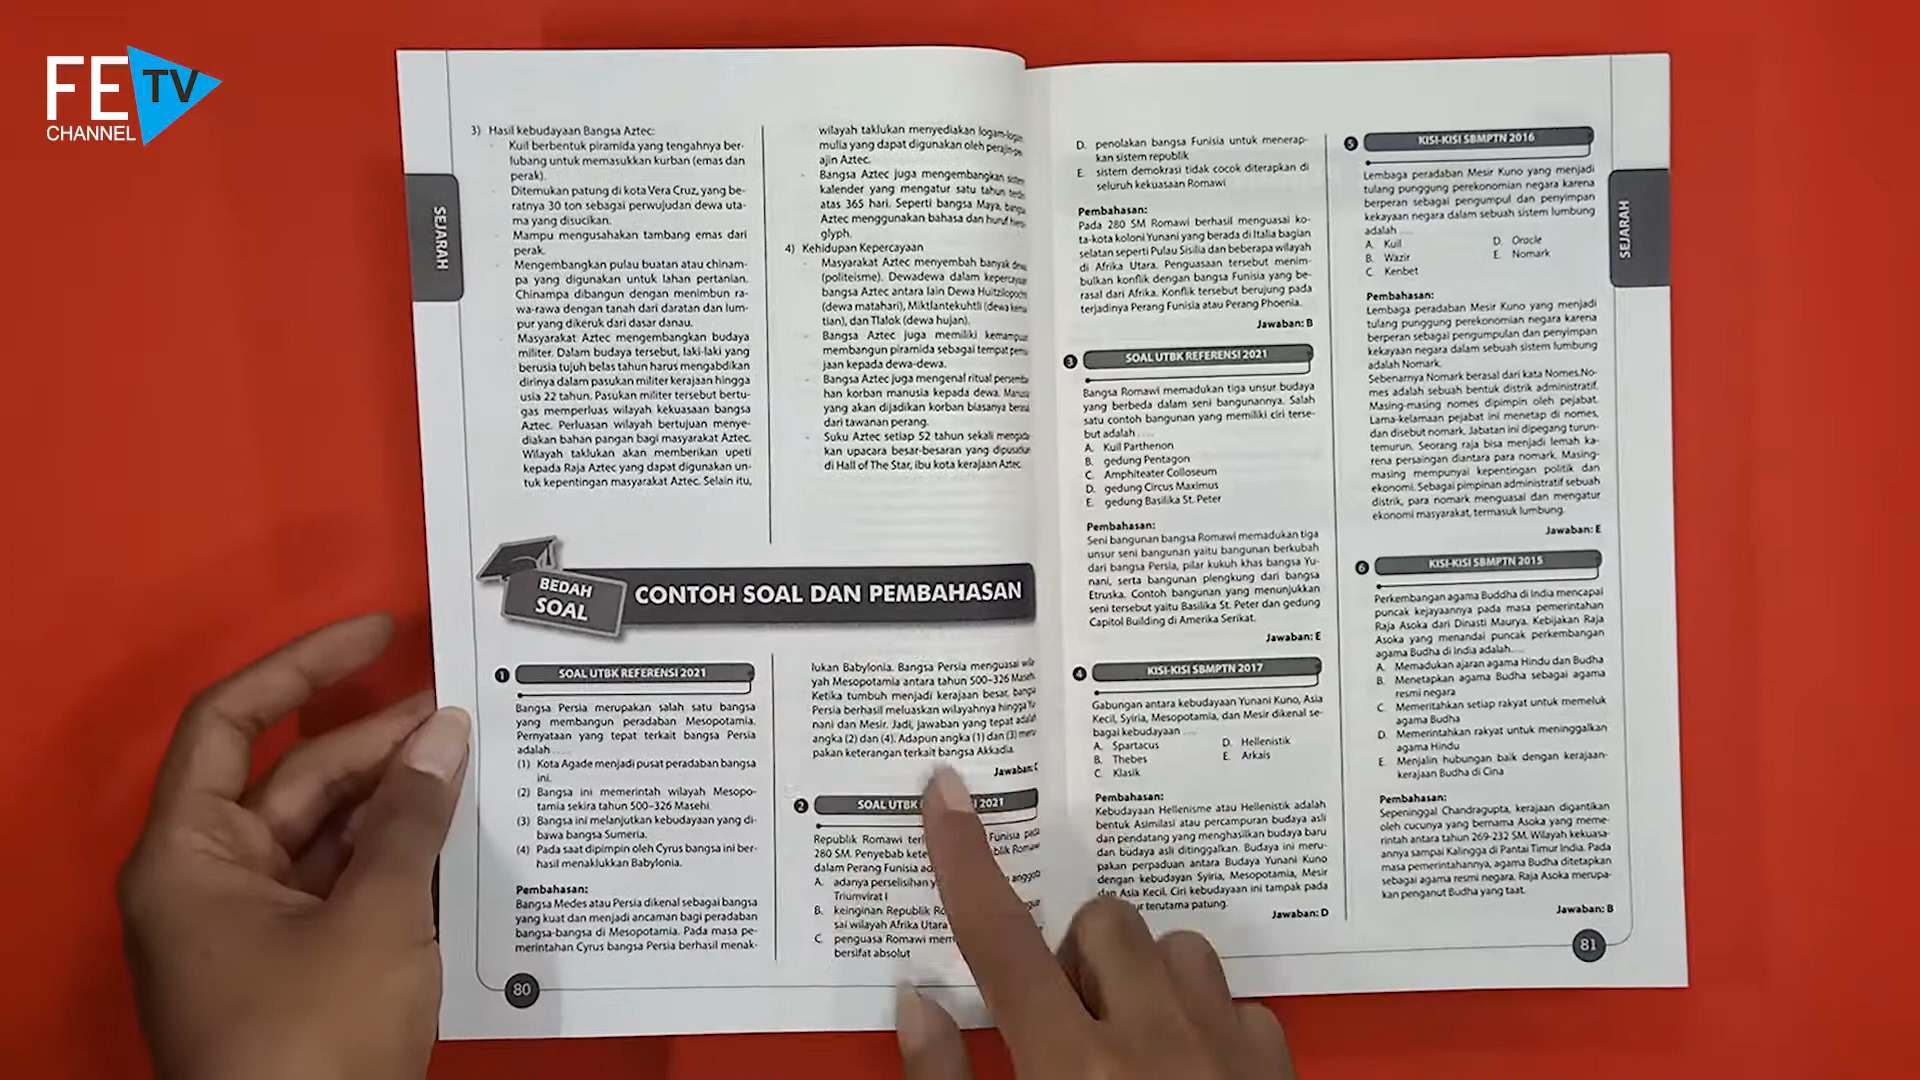 FE TV
CHANNEL
SEJARAH
3) Hasil kebudayaan Bangsa Aztec:
- Kuil berbentuk piramida yang tengahnya ber-
lubang untuk memasukkan kurban (emas dan
perak).
- Ditemukan patung di kota Vera Cruz, yang be-
ratnya 30 ton sebagai perwujudan dewa uta-
ma yang disucikan.
- Mampu mengusahakan tambang emas dari
perak.
- Mengembangkan pulau buatan atau chinam-
pa yang digunakan untuk lahan pertanian.
Chinampa dibangun dengan menimbun ra-
wa-rawa dengan tanah dari daratan dan lum-
pur yang dikeruk dari dasar danau.
- Masyarakat Aztec mengembangkan budaya
militer. Dalam budaya tersebut, laki-laki yang
berusia tujuh belas tahun harus mengabdikan
dirinya dalam pasukan militer kerajaan hingga
usia 22 tahun. Pasukan militer tersebut bertu-
gas memperluas wilayah kekuasaan bangsa
Aztec. Perluasan wilayah bertujuan menye-
diakan bahan pangan bagi masyarakat Aztec.
Wilayah taklukan akan memberikan upeti
kepada Raja Aztec yang dapat digunakan un-
tuk kepentingan masyarakat Aztec. Selain itu,
wilayah taklukan menyediakan logam-logam
mulia yang dapat digunakan oleh
ajin Aztec.
- Bangsa Aztec juga mengembangkan sistem
kalender yang mengatur satu tahun terdiri
atas 365 hari. Seperti bangsa Maya, bangsa
Aztec menggunakan bahasa dan huruf
glyph.
4) Kehidupan Kepercayaan
- Masyarakat Aztec menyembah banyak dewa
(politeisme). Dewadewa dalam kepercayaan
bangsa Aztec antara lain Dewa Huitzilopochi
(dewa matahari), Miktlantekuhtli (dewa kema
tian), dan Tlalok (dewa hujan).
- Bangsa Aztec juga memiliki kemampuan
membangun piramida sebagai tempat
jaan kepada dewa-dewa.
- Bangsa Aztec juga mengenal ritual persemba
han korban manusia kepada dewa. Manusia
yang akan dijadikan korban biasanya berasal
dari tawanan perang.
- Suku Aztec setiap 52 tahun sekali mengada
kan upacara besar-besaran yang dipusatkan
di Hall of The Star, ibu kota kerajaan Aztec.
BEDAH
SOAL
CONTOH SOAL DAN PEMBAHASAN
1 SOAL UTBK REFERENSI 2021
Bangsa Persia merupakan salah satu bangsa
yang membangun peradaban Mesopotamia.
Pernyataan yang tepat terkait bangsa Persia
adalah ....
(1) Kota Agade menjadi pusat peradaban bangsa
ini.
(2) Bangsa ini memerintah wilayah Mesopo-
tamia sekira tahun 500-326 Masehi.
(3) Bangsa ini melanjutkan kebudayaan yang di-
bawa bangsa Sumeria.
(4) Pada saat dipimpin oleh Cyrus bangsa ini ber-
hasil menaklukkan Babylonia.
Pembahasan:
Bangsa Medes atau Persia dikenal sebagai bangsa
yang kuat dan menjadi ancaman bagi peradaban
bangsa-bangsa di Mesopotamia. Pada masa pe-
merintahan Cyrus bangsa Persia berhasil menak-
lukan Babylonia. Bangsa Persia menguasai wila
yah Mesopotamia antara tahun 500-326 Masehi.
Ketika tumbuh menjadi kerajaan besar, bangsa
Persia berhasil meluaskan wilayahnya hingga Yu
nani dan Mesir. Jadi, jawaban yang tepat adalah
angka (2) dan (4). Adapun angka (1) dan (3) meru
pakan keterangan terkait bangsa Akkadia.
Jawaban: C
2 SOAL UTBK 2021
Republik Romawi Funisia pada
280 SM. Penyebab
dalam Perang Funisia
A. adanya perselisihan anggota
Triumvirat I
B. keinginan Republik
sai wilayah Afrika Utara
C. penguasa Romawi
bersifat absolut
80
D. penolakan bangsa Funisia untuk menerap-
kan sistem republik
E. sistem demokrasi tidak cocok diterapkan di
seluruh kekuasaan Romawi
Pembahasan:
Pada 280 SM Romawi berhasil menguasai ko-
ta-kota koloni Yunani yang berada di Italia bagian
selatan seperti Pulau Sisilia dan beberapa wilayah
di Afrika Utara. Penguasaan tersebut menim-
bulkan konflik dengan bangsa Funisia yang be-
rasal dari Afrika. Konflik tersebut berujung pada
terjadinya Perang Funisia atau Perang Phoenia.
Jawaban: B
3 SOAL UTBK REFERENSI 2021
Bangsa Romawi memadukan tiga unsur budaya
yang berbeda dalam seni bangunannya. Salah
satu contoh bangunan yang memiliki ciri terse-
but adalah ....
A. Kuil Parthenon
B. gedung Pentagon
C. Amphiteater Colloseum
D. gedung Circus Maximus
E. gedung Basilika St. Peter
Pembahasan:
Seni bangunan bangsa Romawi memadukan tiga
unsur seni bangunan yaitu bangunan berkubah
dari bangsa Persia, pilar kukuh khas bangsa Yu-
nani, serta bangunan plengkung dari bangsa
Etruska. Contoh bangunan yang menunjukkan
seni tersebut yaitu Basilika St. Peter dan gedung
Capitol Building di Amerika Serikat.
Jawaban: E
4 KISI-KISI SBMPTN 2017
Gabungan antara kebudayaan Yunani Kuno, Asia
Kecil, Syiria, Mesopotamia, dan Mesir dikenal se-
bagai kebudayaan ....
A. Spartacus D. Hellenistik
B. Thebes E. Arkais
C. Klasik
Pembahasan:
Kebudayaan Hellenisme atau Hellenistik adalah
bentuk Asimilasi atau percampuran budaya asli
dan pendatang yang menghasilkan budaya baru
dan budaya asli ditinggalkan. Budaya ini meru-
pakan perpaduan antara Budaya Yunani Kuno
dengan kebudayan Syiria, Mesopotamia, Mesir
dan Asia Kecil. Ciri kebudayaan ini tampak pada
terutama patung.
Jawaban: D
5 KISI-KISI SBMPTN 2016
Lembaga peradaban Mesir Kuno yang menjadi
tulang punggung perekonomian negara karena
berperan sebagai pengumpul dan penyimpan
kekayaan negara dalam sebuah sistem lumbung
adalah ....
A. Kuil D. Oracle
B. Wazir E. Nomark
C. Kenbet
Pembahasan:
Lembaga peradaban Mesir Kuno yang menjadi
tulang punggung perekonomian negara karena
berperan sebagai pengumpulan dan penyimpan
kekayaan negara dalam sebuah sistem lumbung
adalah Nomark.
Sebenarnya Nomark berasal dari kata Nomes.No-
mes adalah sebuah bentuk distrik administratif.
Masing-masing nomes dipimpin oleh pejabat.
Lama-kelamaan pejabat ini menetap di nomes,
dan disebut nomark. Jabatan ini dipegang turun-
temurun. Seorang raja bisa menjadi lemah ka-
rena persaingan diantara para nomark. Masing-
masing mempunyai kepentingan politik dan
ekonomi. Sebagai pimpinan administratif sebuah
distrik, para nomark menguasai dan mengatur
ekonomi masyarakat, termasuk lumbung.
Jawaban: E
6 KISI-KISI SBMPTN 2015
Perkembangan agama Buddha di India mencapai
puncak kejayaannya pada masa pemerintahan
Raja Asoka dari Dinasti Maurya. Kebijakan Raja
Asoka yang menandai puncak perkembangan
agama Budha di India adalah....
A. Memadukan ajaran agama Hindu dan Budha
B. Menetapkan agama Budha sebagai agama
resmi negara
C. Memeritahkan setiap rakyat untuk memeluk
agama Budha
D. Memerintahkan rakyat untuk meninggalkan
agama Hindu
E. Menjalin hubungan baik dengan kerajaan-
kerajaan Budha di Cina
Pembahasan:
Sepeninggal Chandragupta, kerajaan digantikan
oleh cucunya yang bernama Asoka yang meme-
rintah antara tahun 269-232 SM. Wilayah kekuasa-
annya sampai Kalingga di Pantai Timur India. Pada
masa pemerintahannya, agama Budha ditetapkan
sebagai agama resmi negara. Raja Asoka merupa-
kan penganut Budha yang taat.
Jawaban: B
81
SEJARAH